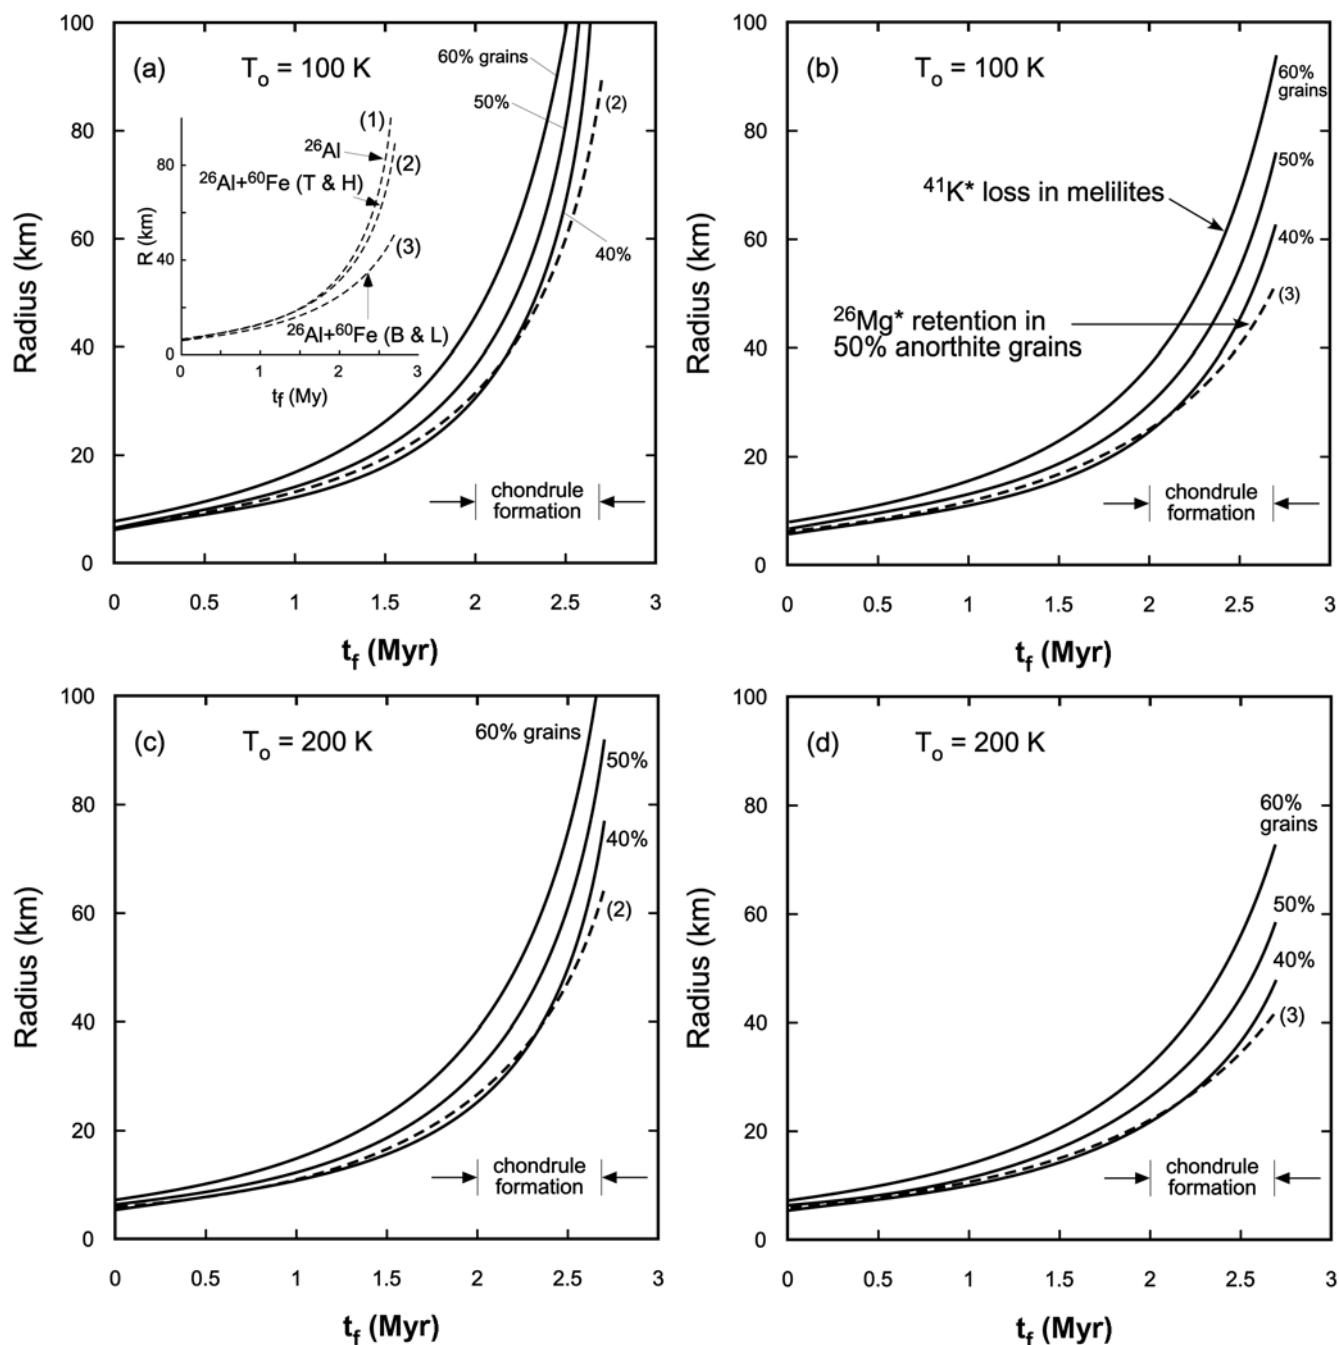 (a) T₀ = 100 K
60% grains
50%
(2)
40%
(1)
²⁶Al
(2)
²⁶Al+⁶⁰Fe (T & H)
(3)
²⁶Al+⁶⁰Fe (B & L)
R (km)
80
40
0
0 1 2 3
t_f (My)
chondrule
formation
Radius (km)
100
80
60
40
20
0
0 0.5 1 1.5 2 2.5 3
t_f (Myr)
(b) T₀ = 100 K
60%
grains
50%
40%
(3)
⁴¹K* loss in melilites
²⁶Mg* retention in
50% anorthite grains
chondrule
formation
Radius (km)
100
80
60
40
20
0
0 0.5 1 1.5 2 2.5 3
t_f (Myr)
(c) T₀ = 200 K
60% grains
50%
40%
(2)
chondrule
formation
Radius (km)
100
80
60
40
20
0
0 0.5 1 1.5 2 2.5 3
t_f (Myr)
(d) T₀ = 200 K
60%
grains
50%
40%
(3)
chondrule
formation
Radius (km)
100
80
60
40
20
0
0 0.5 1 1.5 2 2.5 3
t_f (Myr)